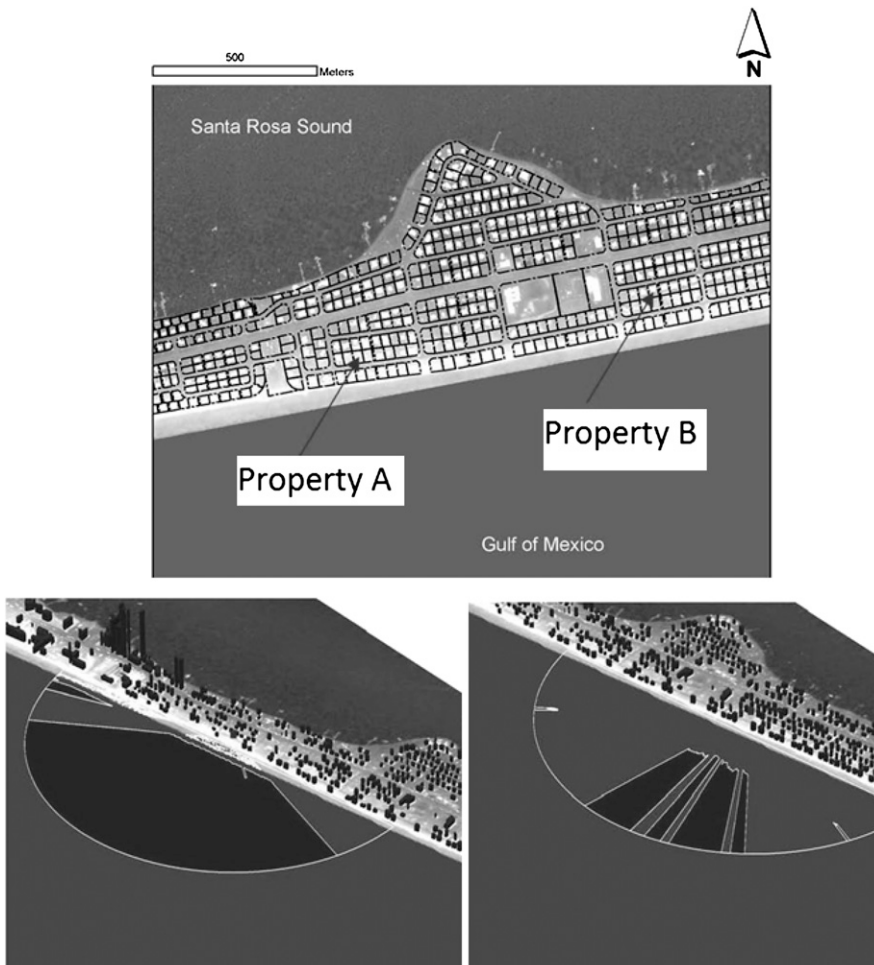 500
Meters
N
Santa Rosa Sound
Property B
Property A
Gulf of Mexico